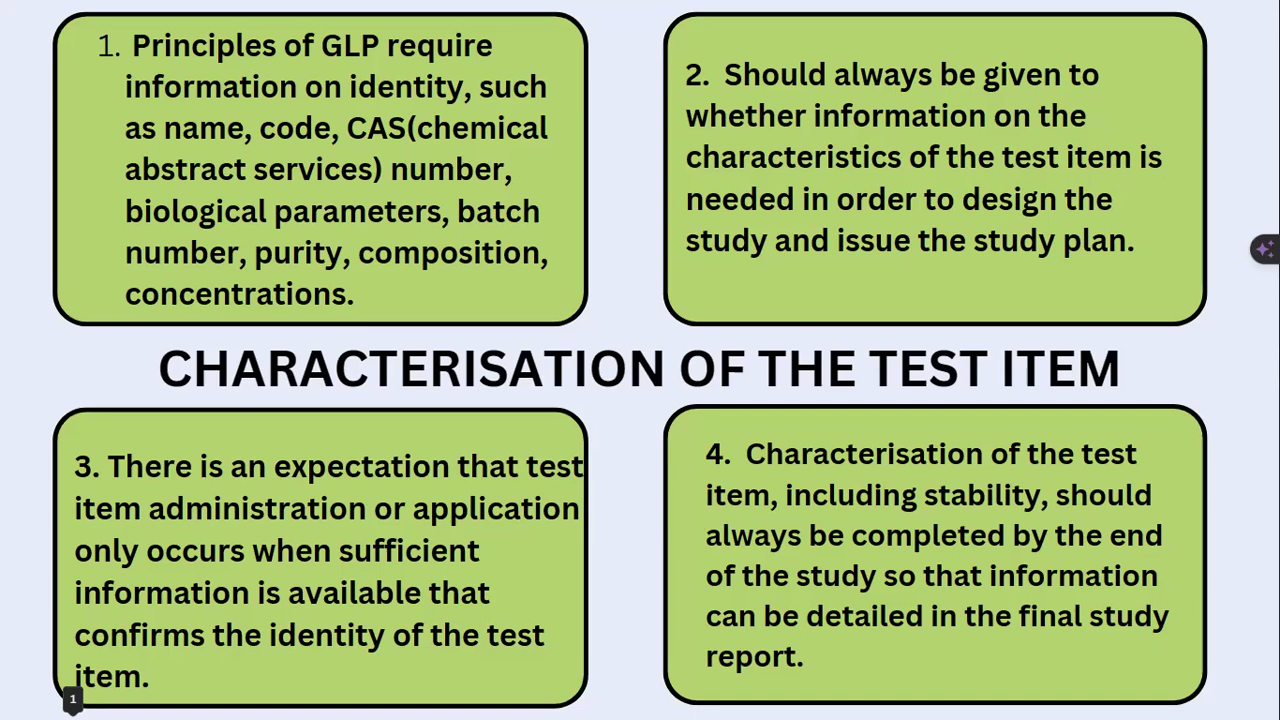 1. Principles of GLP require
information on identity, such
as name, code, CAS(chemical
abstract services) number,
biological parameters, batch
number, purity, composition,
concentrations.
2. Should always be given to
whether information on the
characteristics of the test item is
needed in order to design the
study and issue the study plan.
CHARACTERISATION OF THE TEST ITEM
3. There is an expectation that test
item administration or application
only occurs when sufficient
information is available that
confirms the identity of the test
item.
4. Characterisation of the test
item, including stability, should
always be completed by the end
of the study so that information
can be detailed in the final study
report.
1